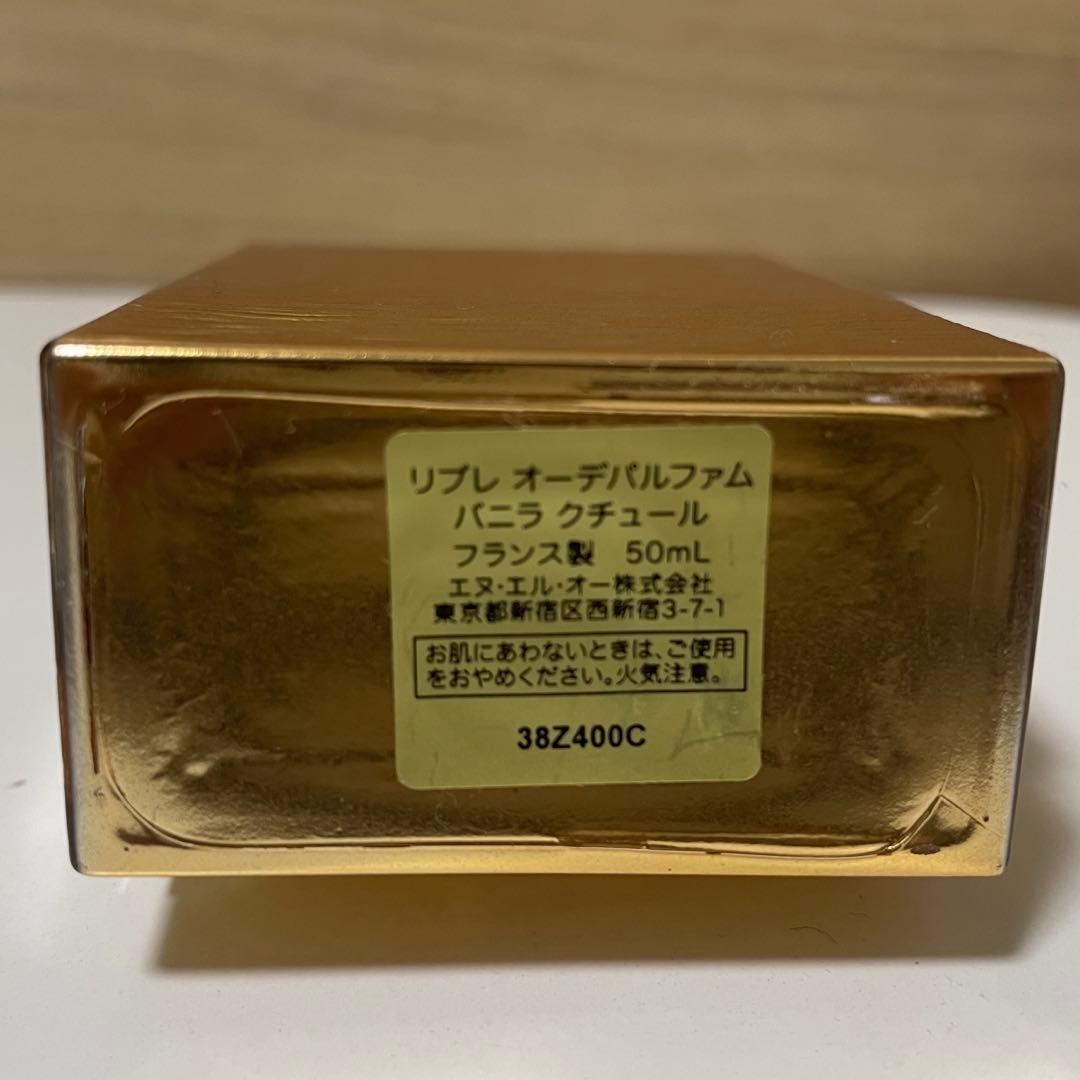 リブレ オーデパルファム
バニラ クチュール
フランス製　50mL
エヌ・エル・オー株式会社
東京都新宿区西新宿3-7-1
お肌にあわないときは、ご使用
をおやめください。火気注意。
38Z400C